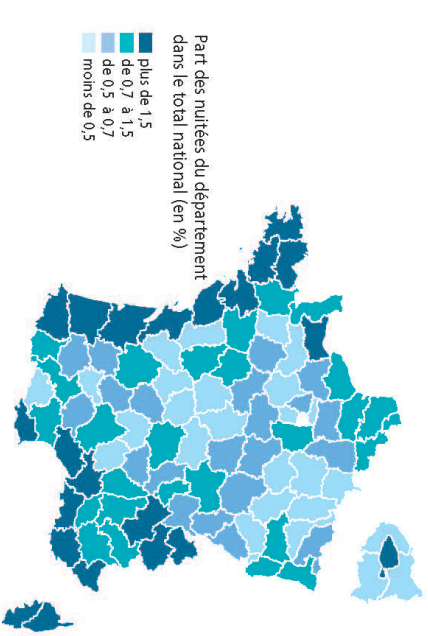 Part des nuitées du département
dans le total national (en %)
plus de 1,5
de 0,7 à 1,5
de 0,5 à 0,7
moins de 0,5